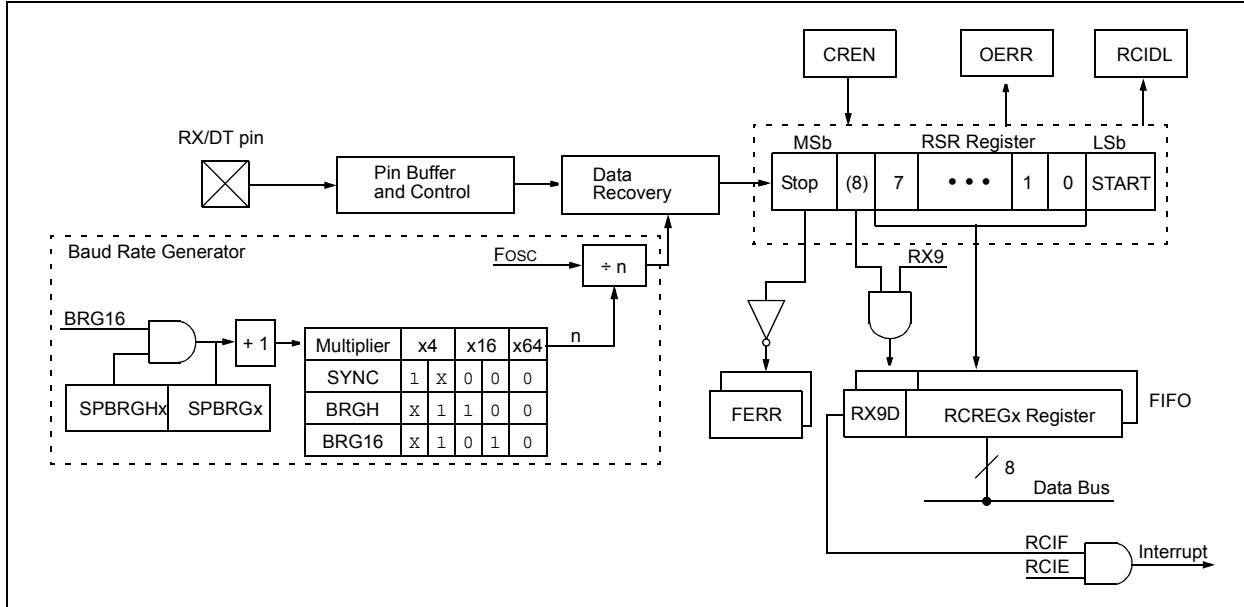 CREN
OERR
RCIDL
RX/DT pin
MSb
RSR Register
LSb
Pin Buffer
and Control
Data
Recovery
Stop (8) 7 • • • 1 0 START
Baud Rate Generator
FOSC
÷ n
RX9
BRG16
+ 1
Multiplier x4 x16 x64
n
SYNC 1 X 0 0 0
BRGH X 1 1 0 0
BRG16 X 1 0 1 0
SPBRGHx SPBRGx
FERR
RX9D
RCREGx Register
FIFO
8
Data Bus
RCIF
RCIE
Interrupt